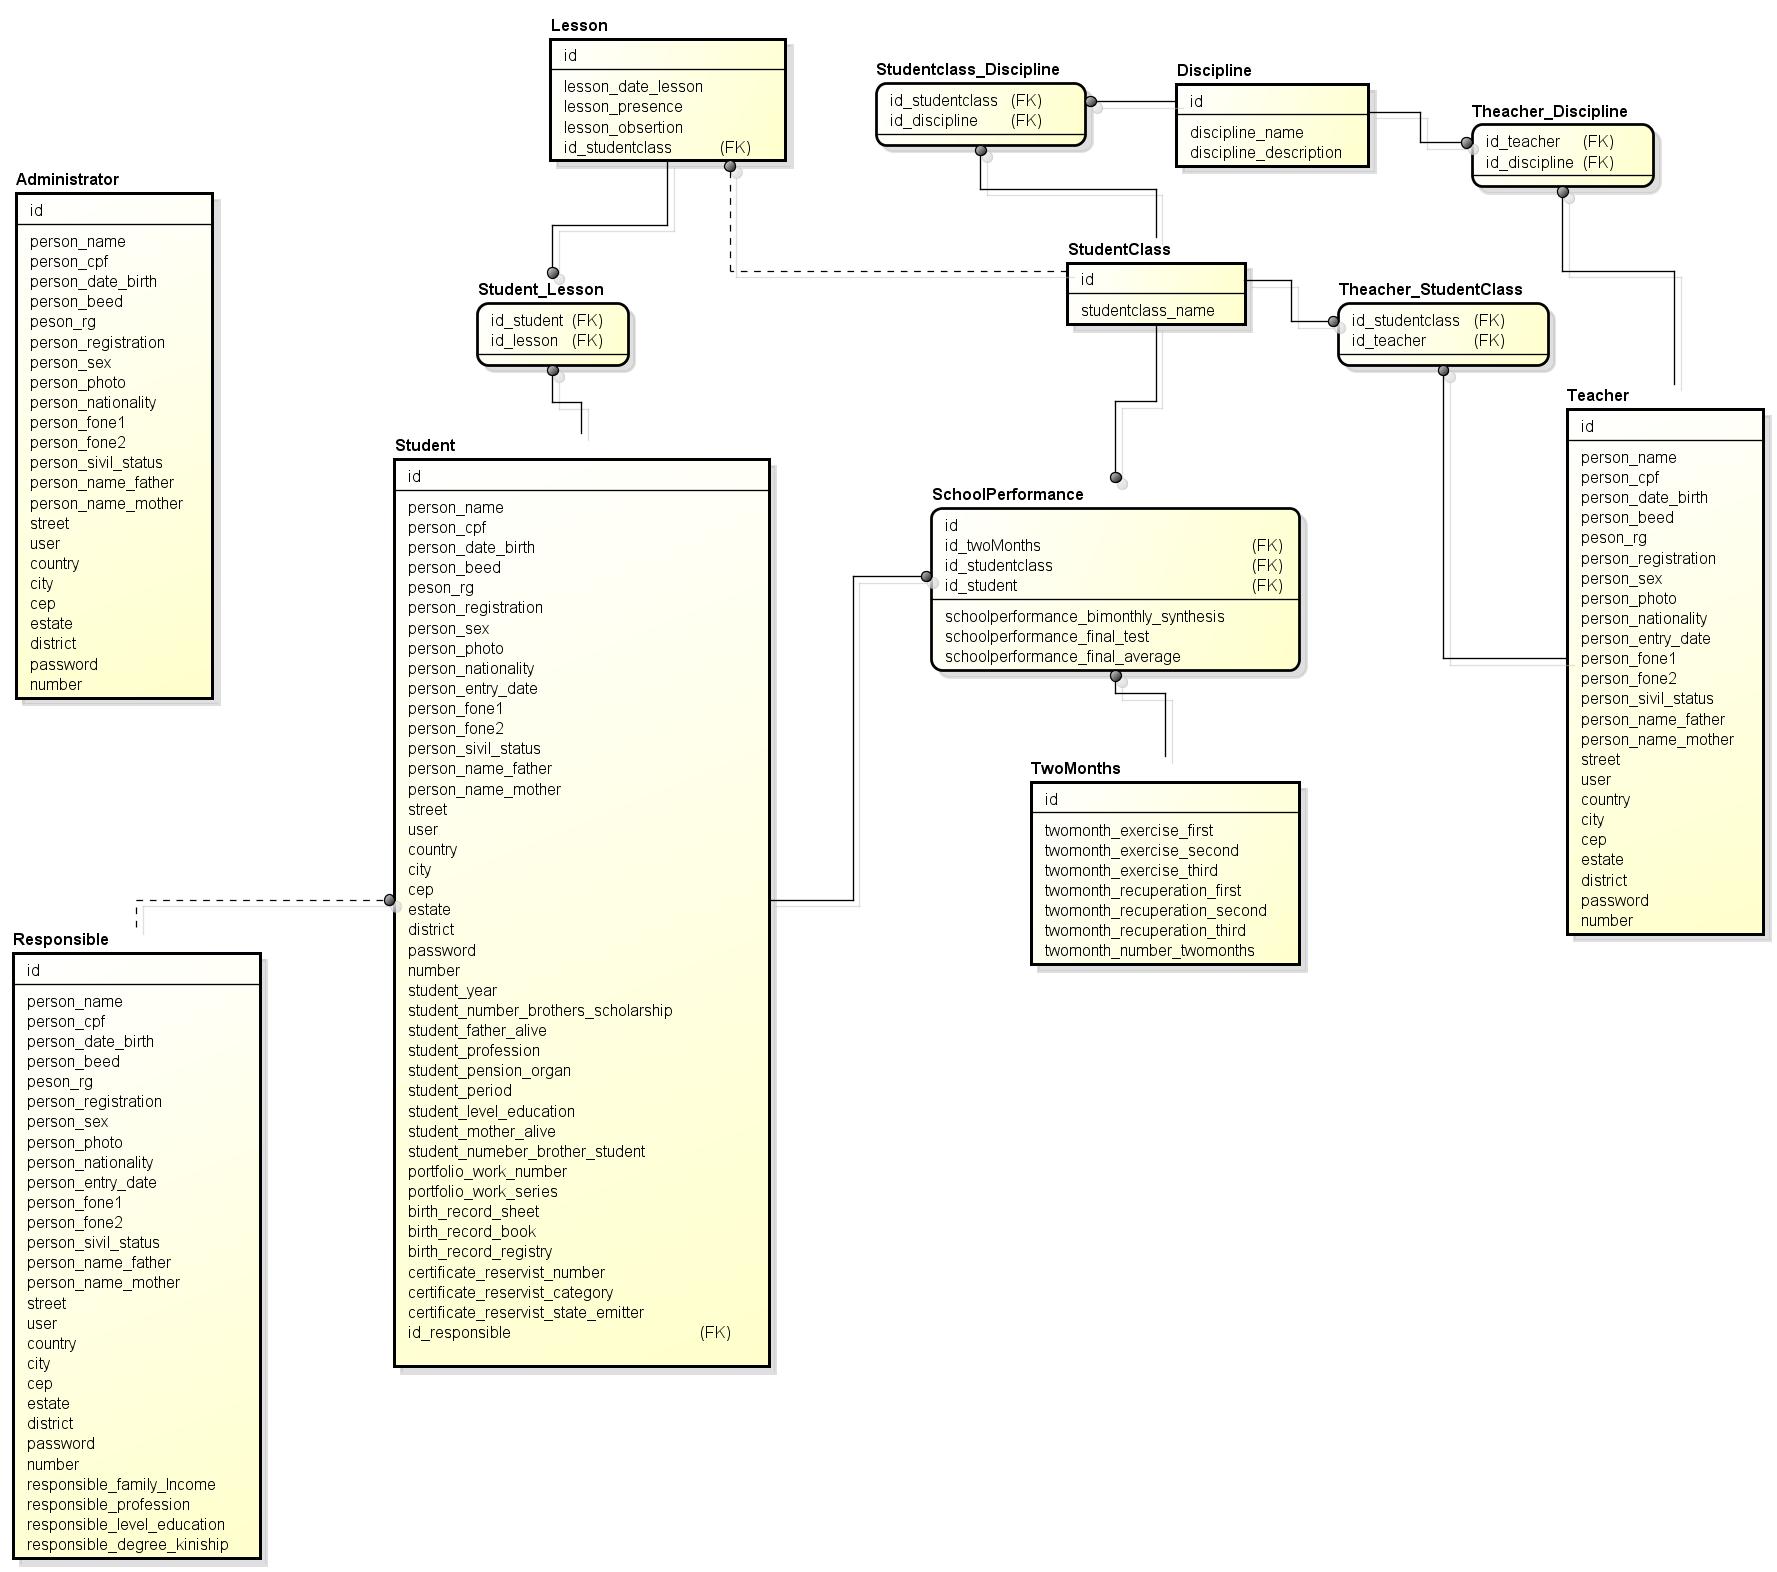 Lesson
id
lesson_date_lesson
lesson_presence
lesson_obsertion
id_studentclass (FK)
Studentclass_Discipline
id_studentclass (FK)
id_discipline (FK)
Discipline
id
discipline_name
discipline_description
Theacher_Discipline
id_teacher (FK)
id_discipline (FK)
Administrator
id
person_name
person_cpf
person_date_birth
person_beed
peson_rg
person_registration
person_sex
person_photo
person_nationality
person_fone1
person_fone2
person_sivil_status
person_name_father
person_name_mother
street
user
country
city
cep
estate
district
password
number
Student_Lesson
id_student (FK)
id_lesson (FK)
StudentClass
id
studentclass_name
Theacher_StudentClass
id_studentclass (FK)
id_teacher (FK)
Teacher
id
person_name
person_cpf
person_date_birth
person_beed
peson_rg
person_registration
person_sex
person_photo
person_nationality
person_entry_date
person_fone1
person_fone2
person_sivil_status
person_name_father
person_name_mother
street
user
country
city
cep
estate
district
password
number
Student
id
person_name
person_cpf
person_date_birth
person_beed
peson_rg
person_registration
person_sex
person_photo
person_nationality
person_entry_date
person_fone1
person_fone2
person_sivil_status
person_name_father
person_name_mother
street
user
country
city
cep
estate
district
password
number
student_year
student_number_brothers_scholarship
student_father_alive
student_profession
student_pension_organ
student_period
student_level_education
student_mother_alive
student_numeber_brother_student
portfolio_work_number
portfolio_work_series
birth_record_sheet
birth_record_book
birth_record_registry
certificate_reservist_number
certificate_reservist_category
certificate_reservist_state_emitter
id_responsible (FK)
SchoolPerformance
id
id_twoMonths (FK)
id_studentclass (FK)
id_student (FK)
schoolperformance_bimonthly_synthesis
schoolperformance_final_test
schoolperformance_final_average
TwoMonths
id
twomonth_exercise_first
twomonth_exercise_second
twomonth_exercise_third
twomonth_recuperation_first
twomonth_recuperation_second
twomonth_recuperation_third
twomonth_number_twomonths
Responsible
id
person_name
person_cpf
person_date_birth
person_beed
peson_rg
person_registration
person_sex
person_photo
person_nationality
person_entry_date
person_fone1
person_fone2
person_sivil_status
person_name_father
person_name_mother
street
user
country
city
cep
estate
district
password
number
responsible_family_Income
responsible_profession
responsible_level_education
responsible_degree_kiniship